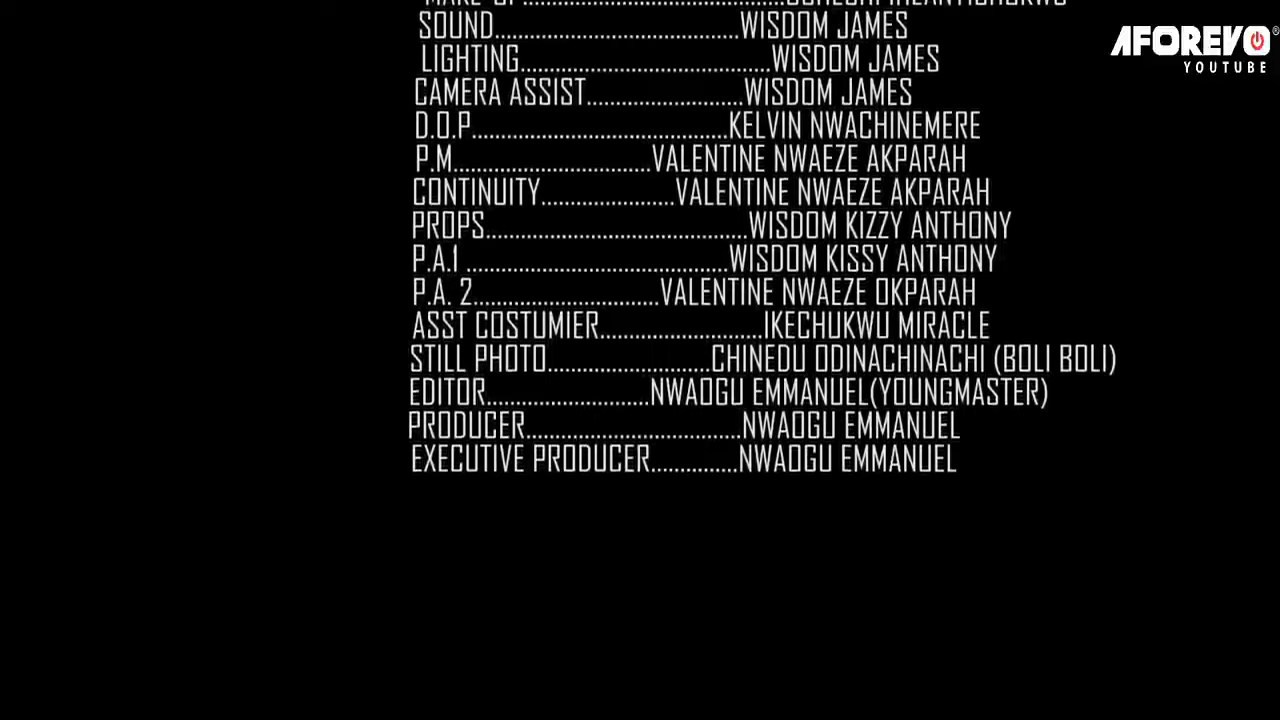 SOUND........................................WISDOM JAMES
LIGHTING.........................................WISDOM JAMES
CAMERA ASSIST..........................WISDOM JAMES
D.O.P..........................................KELVIN NWACHINEMERE
P.M................................VALENTINE NWAEZE AKPARAH
CONTINUITY......................VALENTINE NWAEZE AKPARAH
PROPS...........................................WISDOM KIZZY ANTHONY
P.A.1 ...........................................WISDOM KISSY ANTHONY
P.A. 2..............................VALENTINE NWAEZE OKPARAH
ASST COSTUMIER...........................IKECHUKWU MIRACLE
STILL PHOTO...........................CHINEDU ODINACHINACHI (BOLI BOLI)
EDITOR...........................NWAOGU EMMANUEL(YOUNGMASTER)
PRODUCER...................................NWAOGU EMMANUEL
EXECUTIVE PRODUCER..............NWAOGU EMMANUEL
AFOREVO®
YOUTUBE